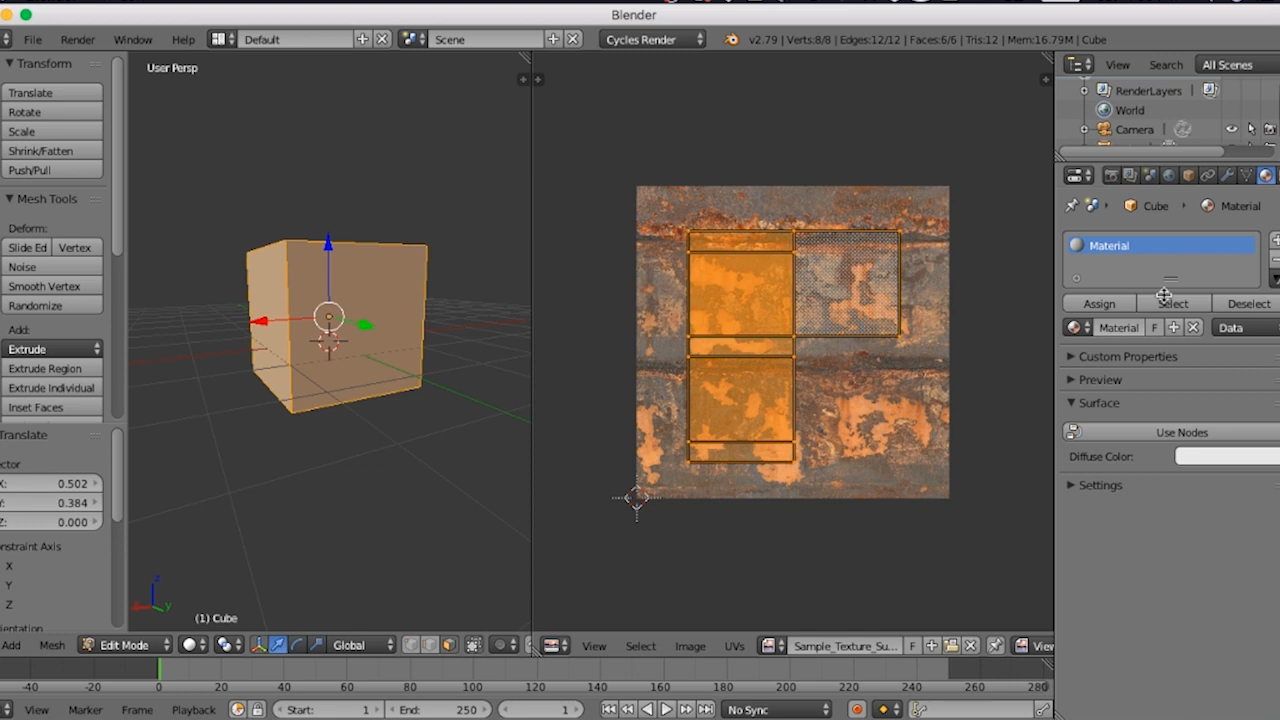 Blender
File Render Window Help Default Scene Cycles Render v2.79 | Verts:8/8 | Edges:12/12 | Faces:6/6 | Tris:12 | Mem:16.79M | Cube
Transform
Translate
Rotate
Scale
Shrink/Fatten
Push/Pull
Mesh Tools
Deform:
Slide Ed Vertex
Noise
Smooth Vertex
Randomize
Add:
Extrude
Extrude Region
Extrude Individual
Inset Faces
Translate
ector
X: 0.502
Y: 0.384
Z: 0.000
onstraint Axis
X
Y
Z
User Persp
z
y
(1) Cube
Add Mesh Edit Mode Global
View Select Image UVs Sample_Texture_Su... F View
View Search All Scenes
RenderLayers
World
Camera
Cube Material
Material
Assign Select Deselect
Material F Data
Custom Properties
Preview
Surface
Use Nodes
Diffuse Color:
Settings
-40 -20 0 20 40 60 80 100 120 140 160 180 200 220 240 260 280
View Marker Frame Playback Start: 1 End: 250 1 No Sync